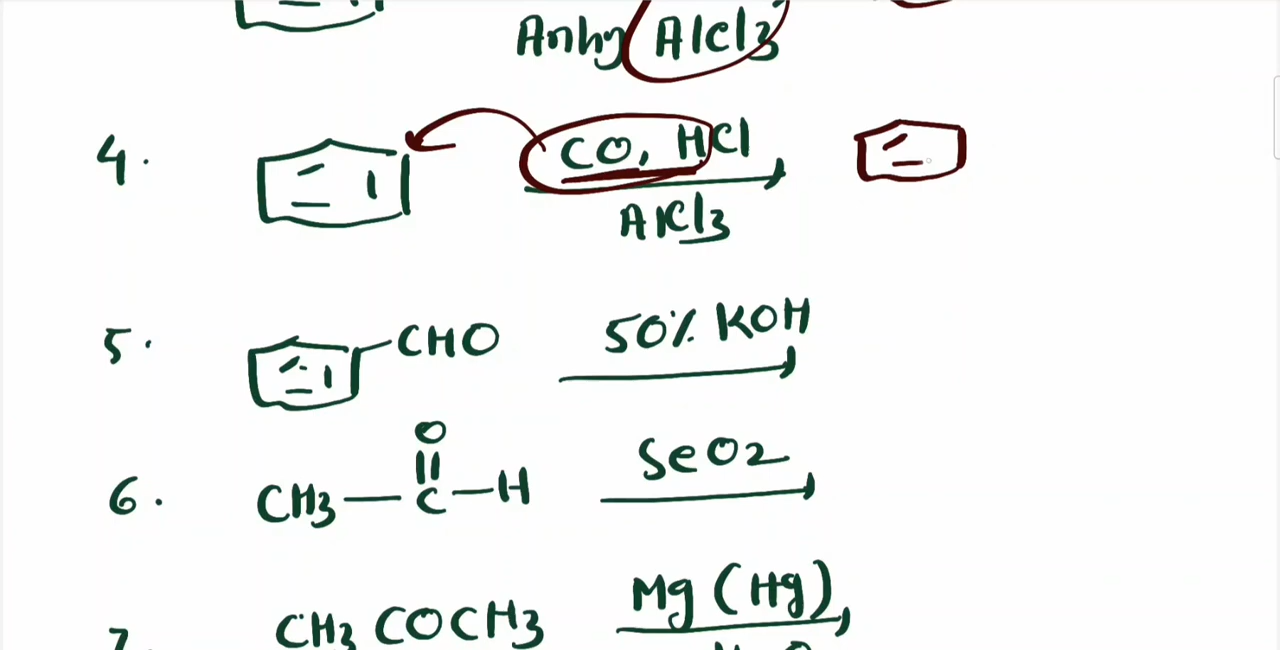 Anhy AlCl3
4. CO, HCl
AlCl3
5. CHO 50% KOH
O
6. CH3—C—H SeO2
7. CH3COCH3 Mg(Hg),